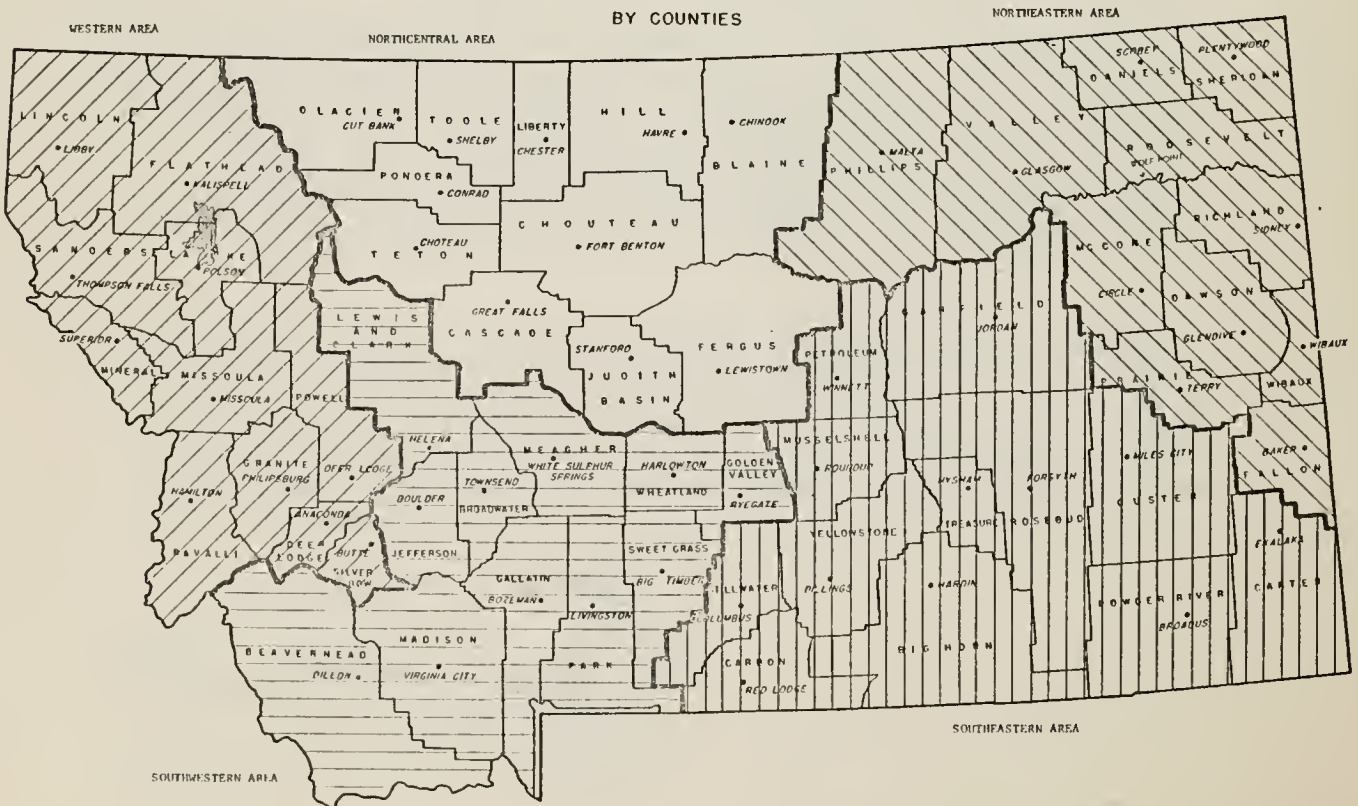 BY COUNTIES
WESTERN AREA
NORTHCENTRAL AREA
NORTHEASTERN AREA
LINCOLN
LIBBY
FLATHEAD
KALISPELL
GLACIER
CUT BANK
TOOLE
SHELBY
LIBERTY
CHESTER
HILL
HAVRE
CHINOOK
BLAINE
MALTA
PHILLIPS
VALLEY
GLASGOW
SCOBEY
DANIELS
PLENTYWOOD
SHERIDAN
ROOSEVELT
WOLF POINT
PONDERA
CONRAD
TETON
CHOTEAU
CHOUTEAU
FORT BENTON
SANDERS
THOMPSON FALLS
LAKE
POLSON
RICHLAND
SIDNEY
MCCONE
CIRCLE
DAWSON
GLENDIVE
WIBAUX
WIBAUX
PRAIRIE
TERRY
SUPERIOR
MINERAL
MISSOULA
MISSOULA
POWELL
DEER LODGE
LEWIS
AND
CLARK
HELENA
GREAT FALLS
CASCADE
STANFORD
JUDITH
BASIN
FERGUS
LEWISTOWN
PETROLEUM
WINNETT
GARFIELD
JORDAN
HAMILTON
RAVALLI
GRANITE
PHILIPSBURG
ANACONDA
DEER
LODGE
BUTTE
SILVER
BOW
BOULDER
JEFFERSON
TOWNSEND
BROADWATER
MEAGHER
WHITE SULPHUR
SPRINGS
HARLOWTON
WHEATLAND
GOLDEN
VALLEY
RYEGATE
MUSSELSHELL
ROUNDUP
HYSHAM
TREASURE
FORSYTH
ROSEBUD
MILES CITY
CUSTER
BAKER
FALLON
EKALAKA
CARTER
BEAVERHEAD
DILLON
MADISON
VIRGINIA CITY
GALLATIN
BOZEMAN
LIVINGSTON
PARK
SWEET GRASS
BIG TIMBER
STILLWATER
COLUMBUS
YELLOWSTONE
BILLINGS
CARBON
RED LODGE
HARDIN
BIG HORN
POWDER RIVER
BROADUS
SOUTHWESTERN AREA
SOUTHEASTERN AREA